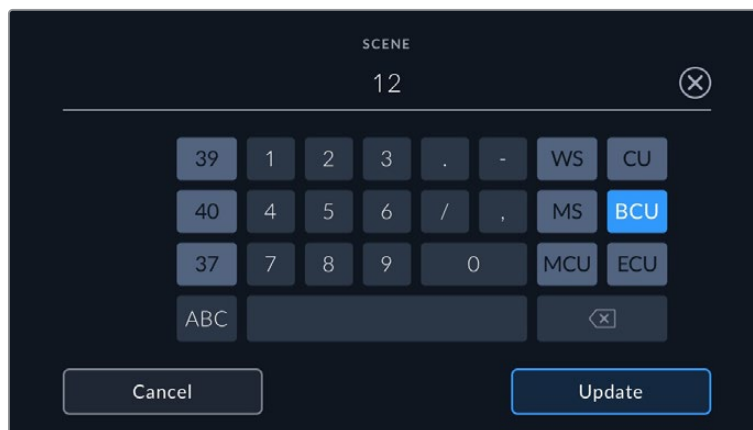 SCENE
12
39 1 2 3 . - WS CU
40 4 5 6 / , MS BCU
37 7 8 9 0 MCU ECU
ABC
Cancel Update